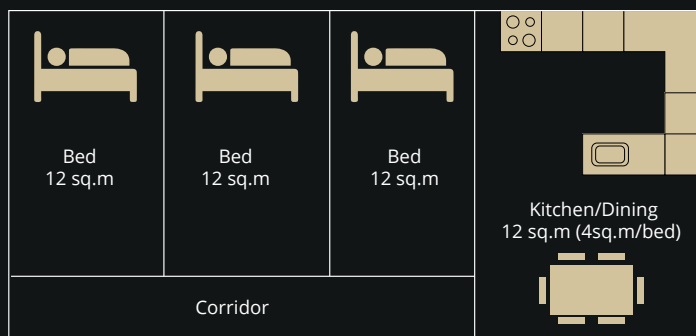 Bed
12 sq.m
Bed
12 sq.m
Bed
12 sq.m
Kitchen/Dining
12 sq.m (4sq.m/bed)
Corridor